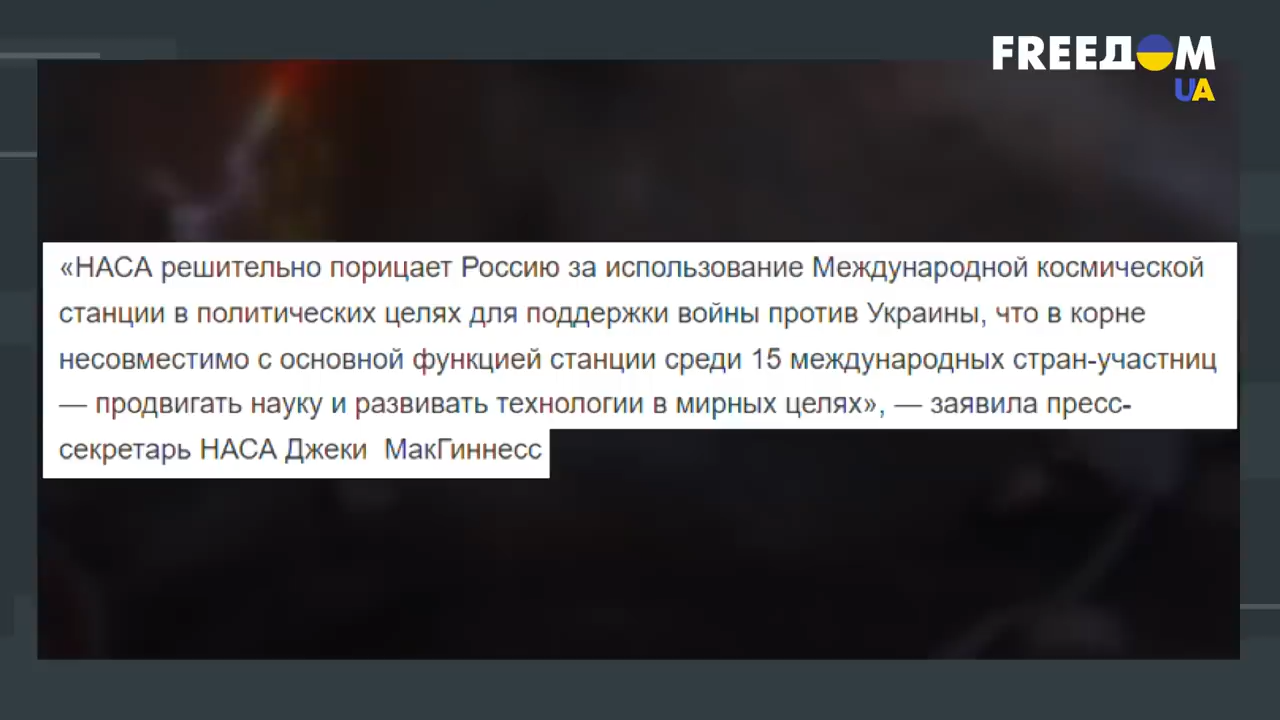 FREEДОМ
UA
«НАСА решительно порицает Россию за использование Международной космической
станции в политических целях для поддержки войны против Украины, что в корне
несовместимо с основной функцией станции среди 15 международных стран-участниц
— продвигать науку и развивать технологии в мирных целях», — заявила пресс-
секретарь НАСА Джеки МакГиннесс